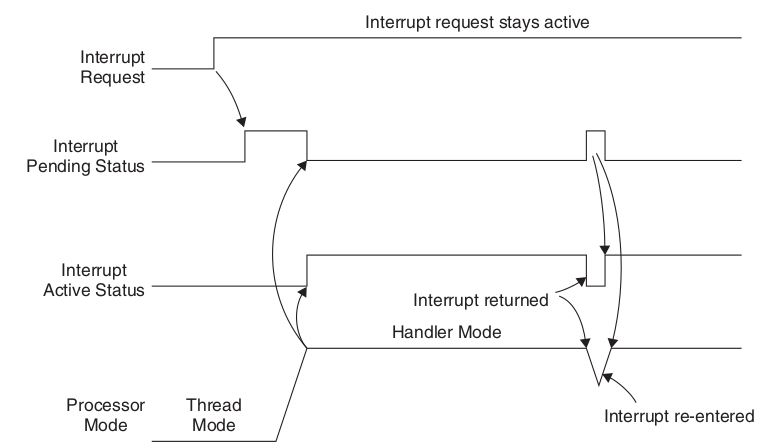 Interrupt request stays active
Interrupt
Request
Interrupt
Pending Status
Interrupt
Active Status
Interrupt returned
Handler Mode
Processor
Mode
Thread
Mode
Interrupt re-entered